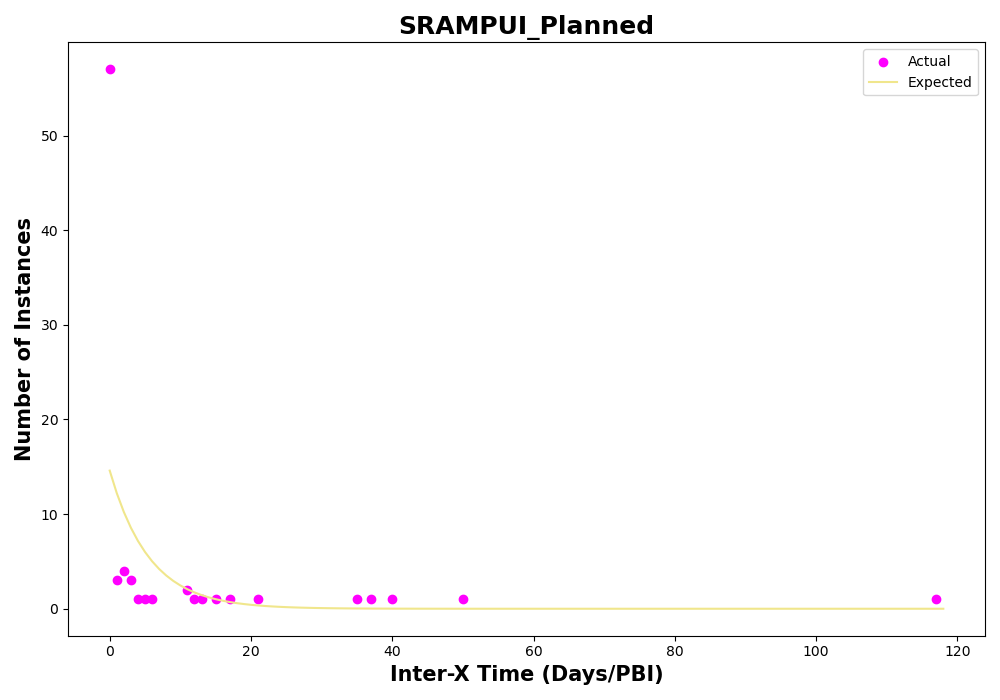 SRAMPUI_Planned
Actual
Expected
Number of Instances
50
40
30
20
10
0
0 20 40 60 80 100 120
Inter-X Time (Days/PBI)